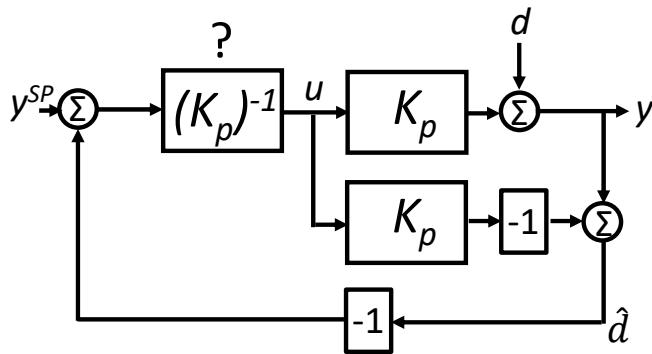 ?
d
y^{SP} Σ (K_p)^{-1} u K_p Σ y
K_p -1 Σ
-1 d̂